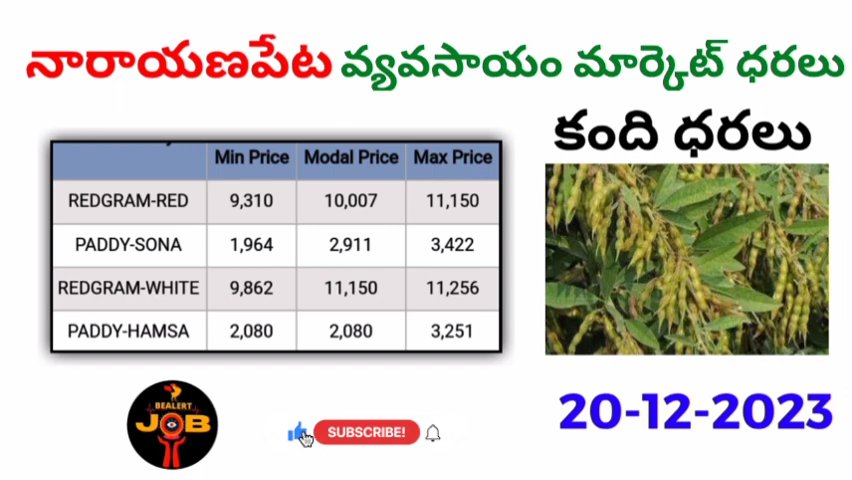 నారాయణపేట వ్యవసాయం మార్కెట్ ధరలు
కంది ధరలు
Min Price Modal Price Max Price
REDGRAM-RED 9,310 10,007 11,150
PADDY-SONA 1,964 2,911 3,422
REDGRAM-WHITE 9,862 11,150 11,256
PADDY-HAMSA 2,080 2,080 3,251
20-12-2023
BEALERT
JOB
SUBSCRIBE!